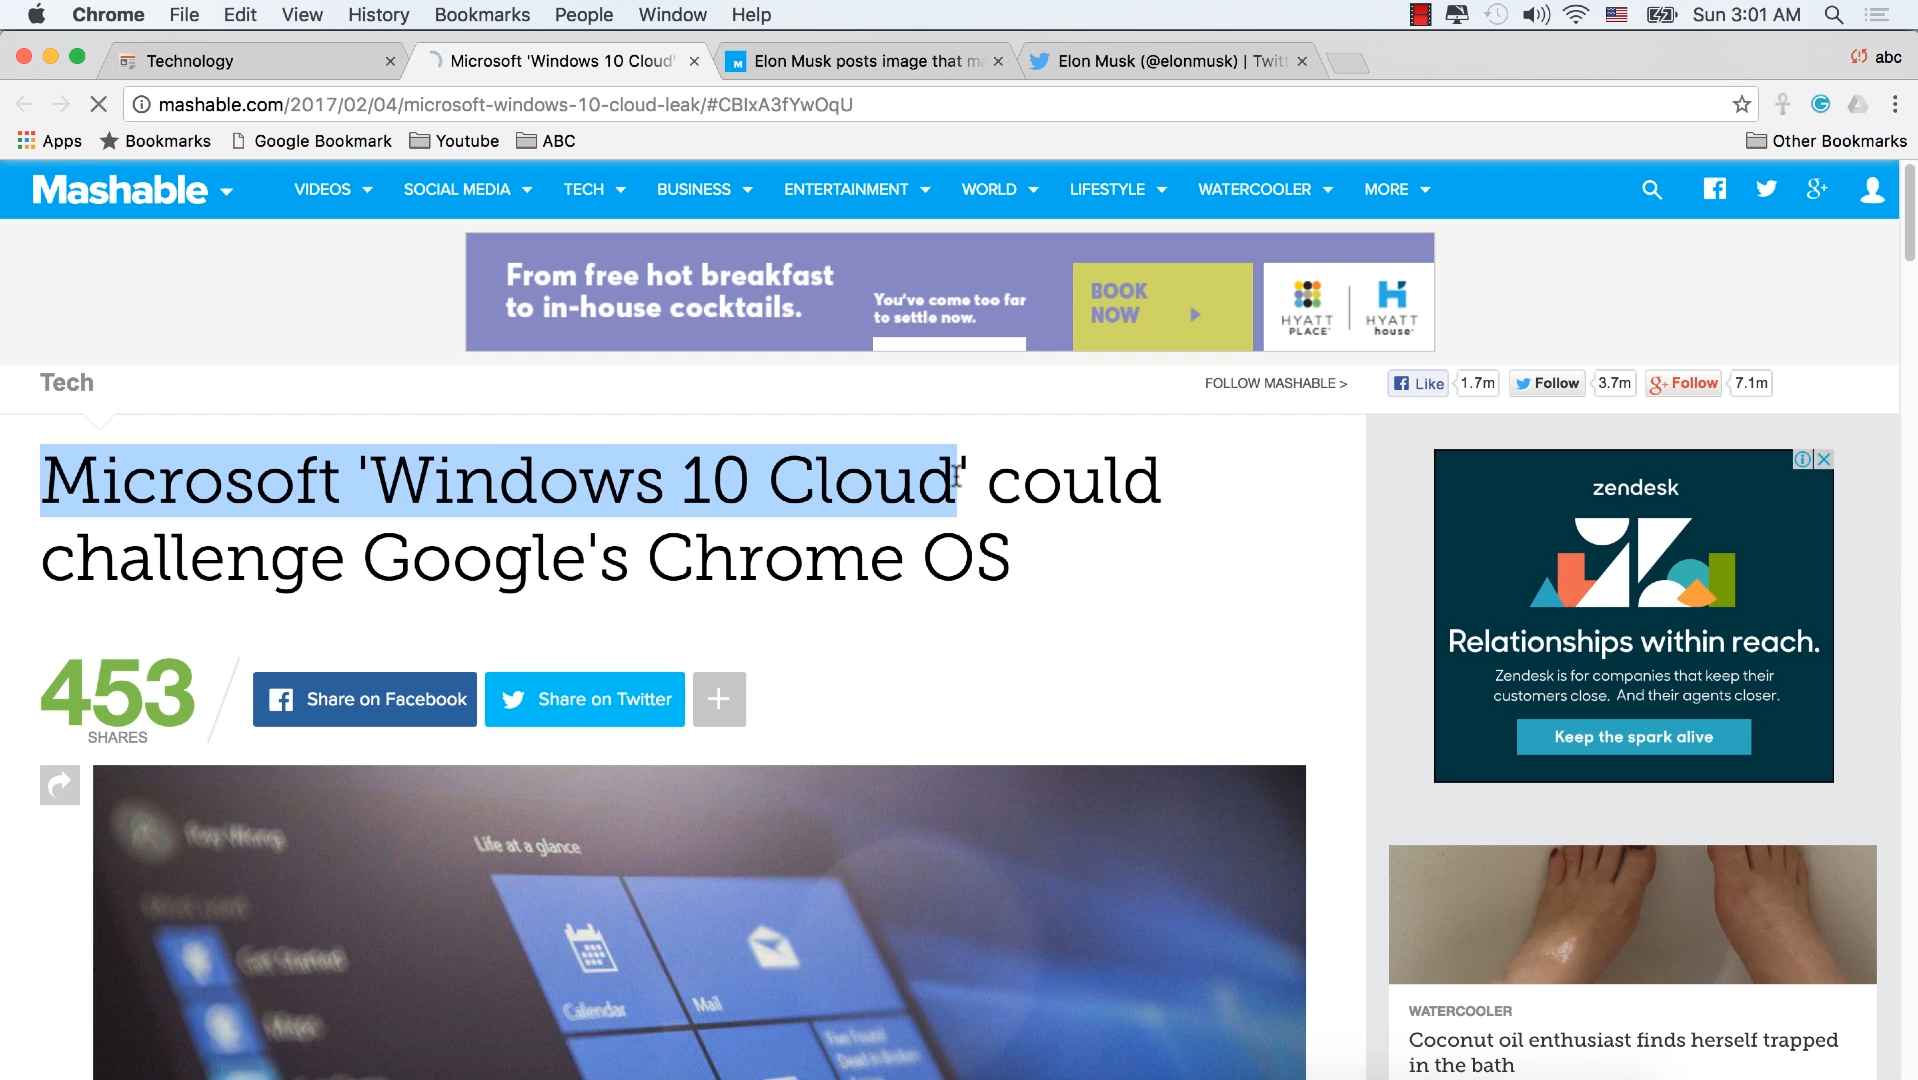 Chrome File Edit View History Bookmarks People Window Help Sun 3:01 AM
Technology Microsoft 'Windows 10 Cloud' Elon Musk posts image that ma Elon Musk (@elonmusk) | Twitt abc
mashable.com/2017/02/04/microsoft-windows-10-cloud-leak/#CBIxA3fYwOqU
Apps Bookmarks Google Bookmark Youtube ABC Other Bookmarks
Mashable VIDEOS SOCIAL MEDIA TECH BUSINESS ENTERTAINMENT WORLD LIFESTYLE WATERCOOLER MORE
From free hot breakfast
to in-house cocktails.
You've come too far
to settle now.
BOOK
NOW
HYATT
PLACE
HYATT
house
Tech
FOLLOW MASHABLE > Like 1.7m Follow 3.7m g+ Follow 7.1m
Microsoft 'Windows 10 Cloud' could
challenge Google's Chrome OS
453
SHARES
Share on Facebook Share on Twitter +
Life at a glance
Calendar
Mail
zendesk
Relationships within reach.
Zendesk is for companies that keep their
customers close. And their agents closer.
Keep the spark alive
WATERCOOLER
Coconut oil enthusiast finds herself trapped
in the bath